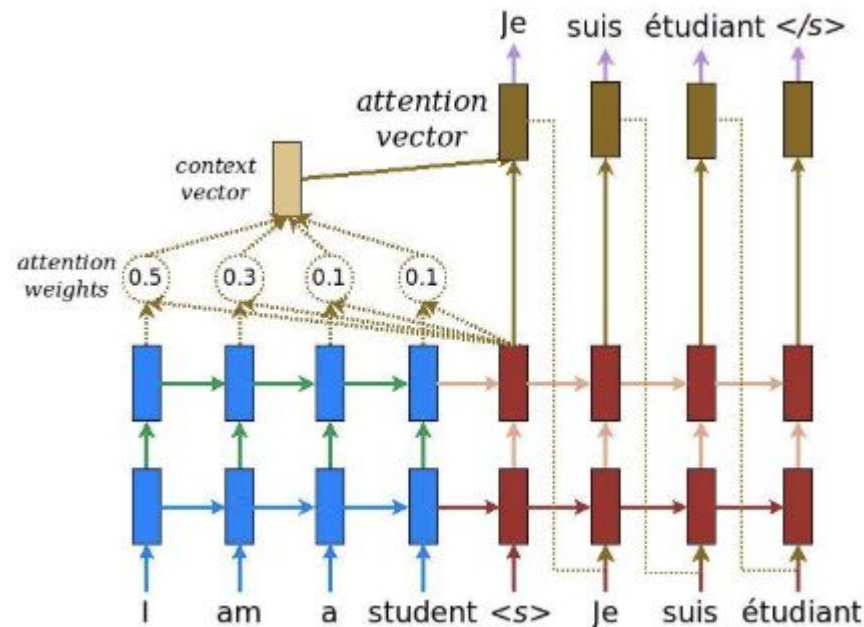 Je suis étudiant </s>
attention
vector
context
vector
attention
weights
0.5 0.3 0.1 0.1
I am a student <s> Je suis étudiant